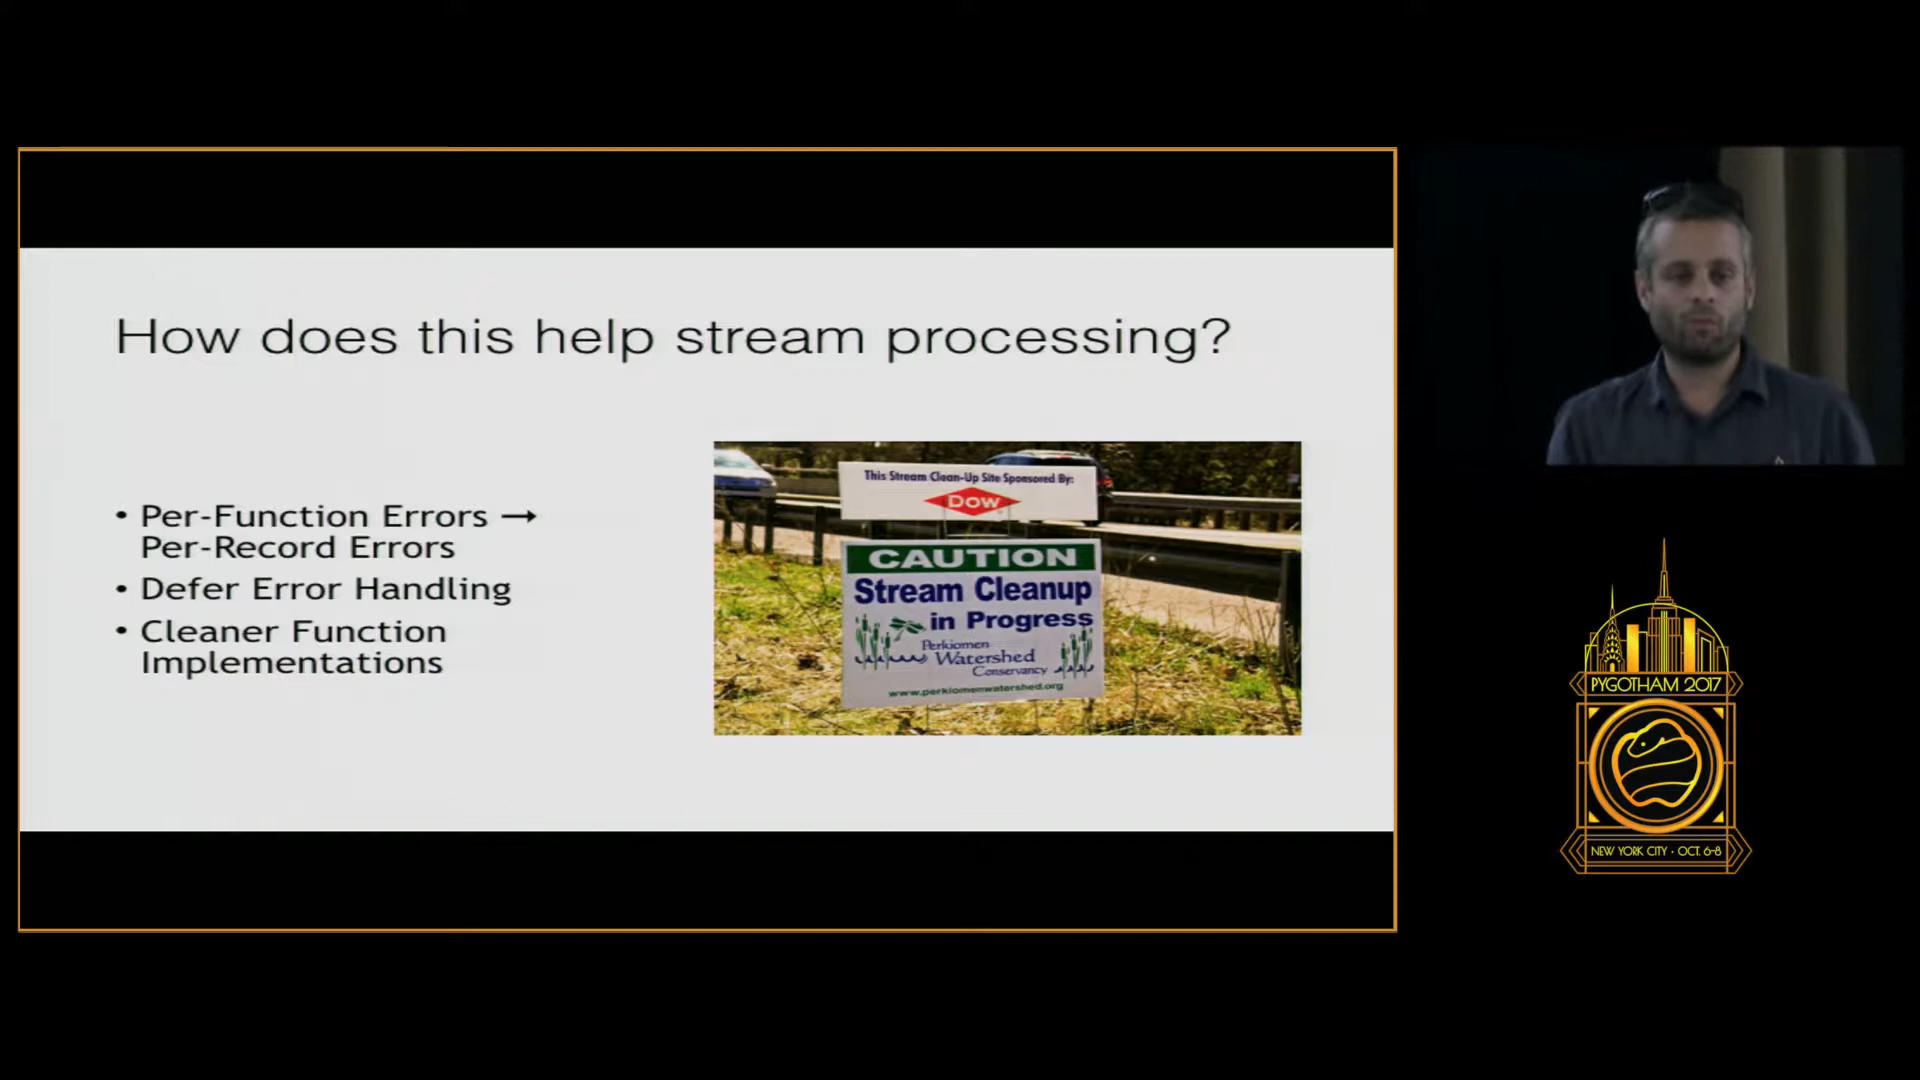 How does this help stream processing?
• Per-Function Errors →
Per-Record Errors
• Defer Error Handling
• Cleaner Function
Implementations
This Stream Clean-Up Site Sponsored By:
Dow
CAUTION
Stream Cleanup
in Progress
Perkiomen
Watershed
Conservancy
www.perkiomenwatershed.org
PYGOTHAM 2017
NEW YORK CITY • OCT. 6-8